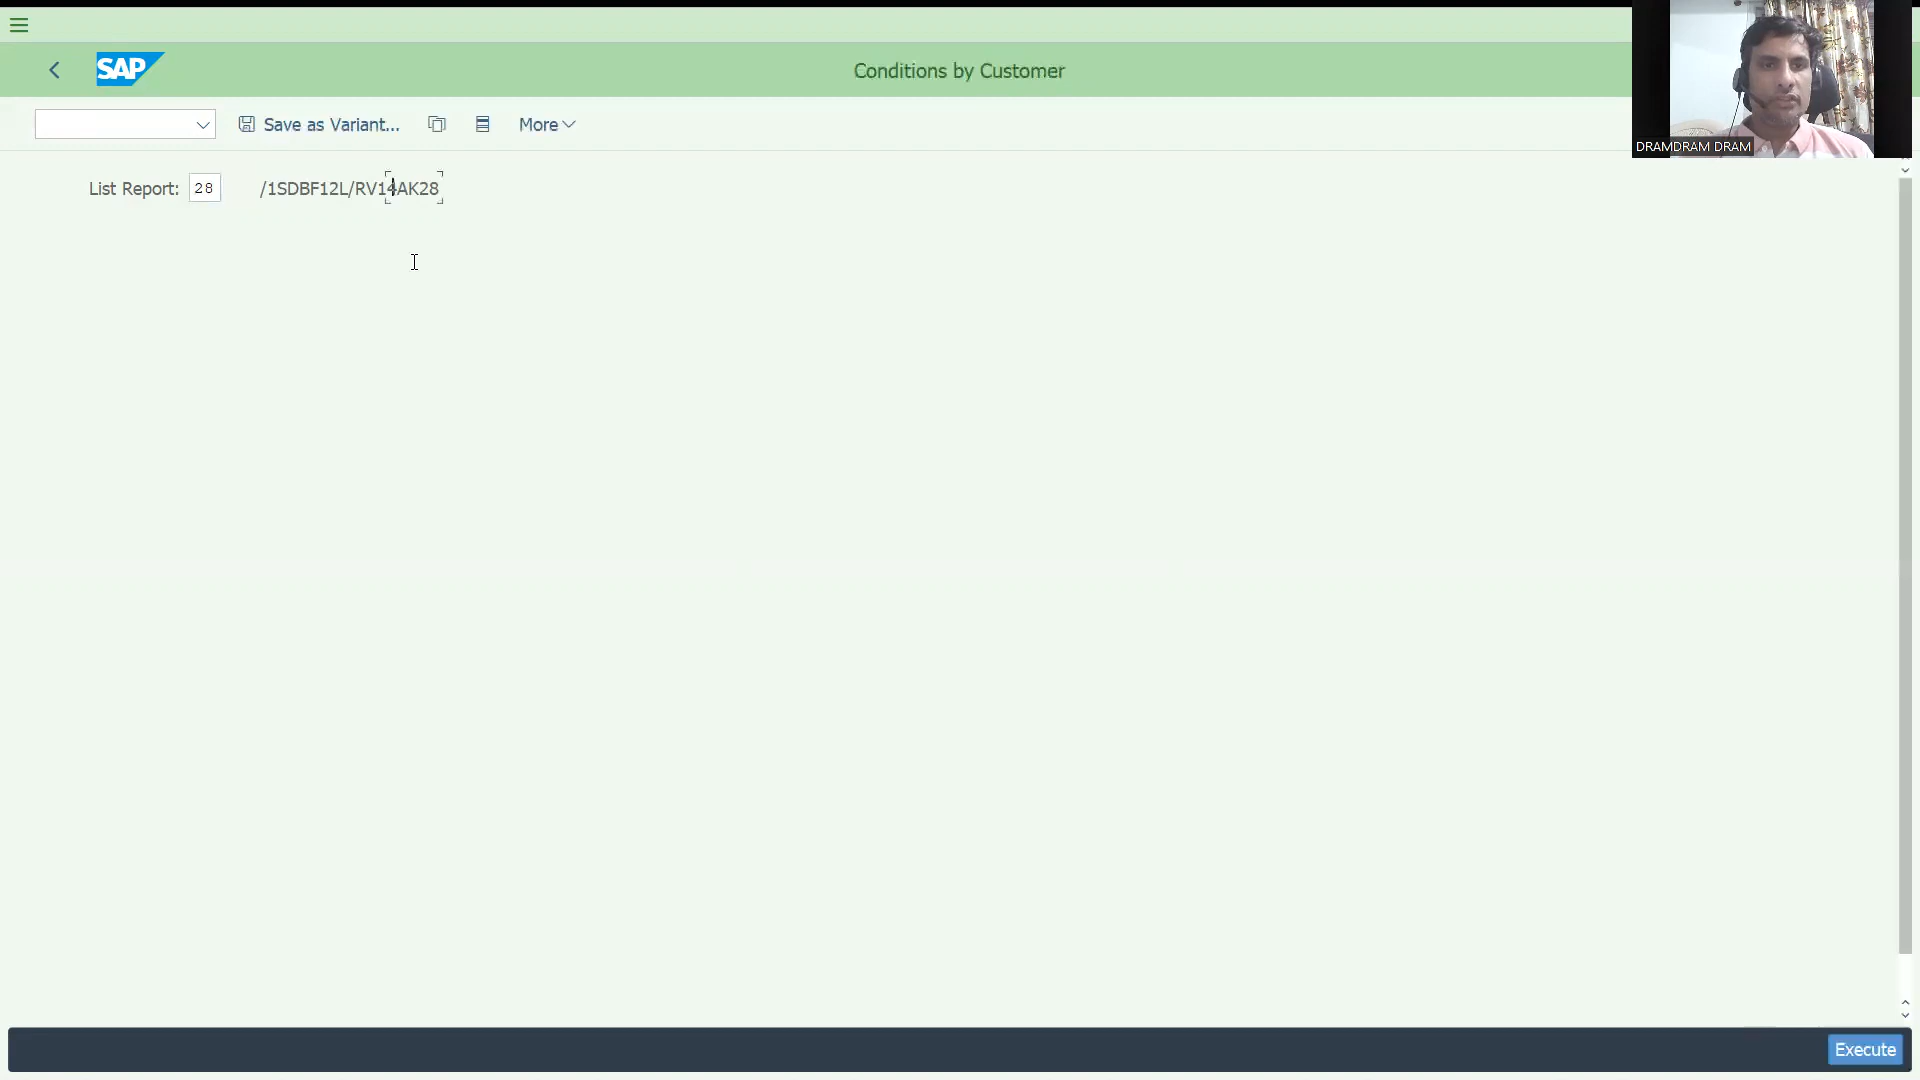 SAP
Conditions by Customer
Save as Variant...
More
DRAMDRAM DRAM
List Report: 28 /1SDBF12L/RV14AK28
Execute